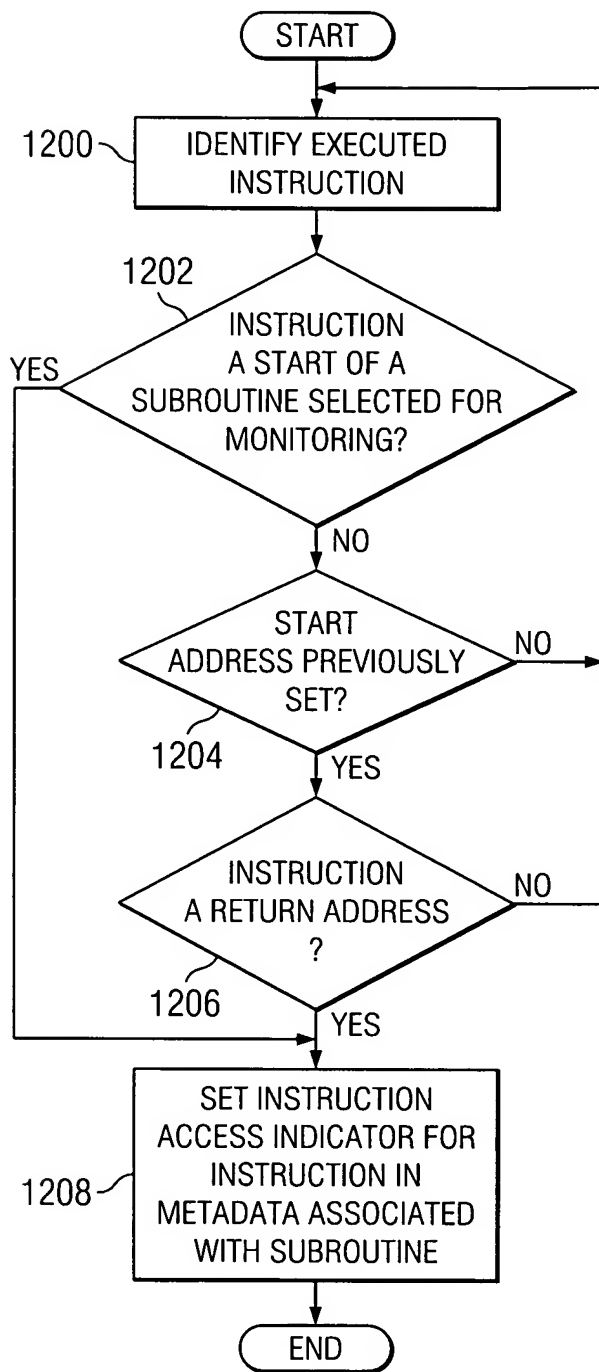 START
1200
IDENTIFY EXECUTED
INSTRUCTION
1202
INSTRUCTION
A START OF A
SUBROUTINE SELECTED FOR
MONITORING?
YES
NO
START
ADDRESS PREVIOUSLY
SET?
NO
1204
YES
INSTRUCTION
A RETURN ADDRESS
?
NO
1206
YES
SET INSTRUCTION
ACCESS INDICATOR FOR
INSTRUCTION IN
METADATA ASSOCIATED
WITH SUBROUTINE
1208
END